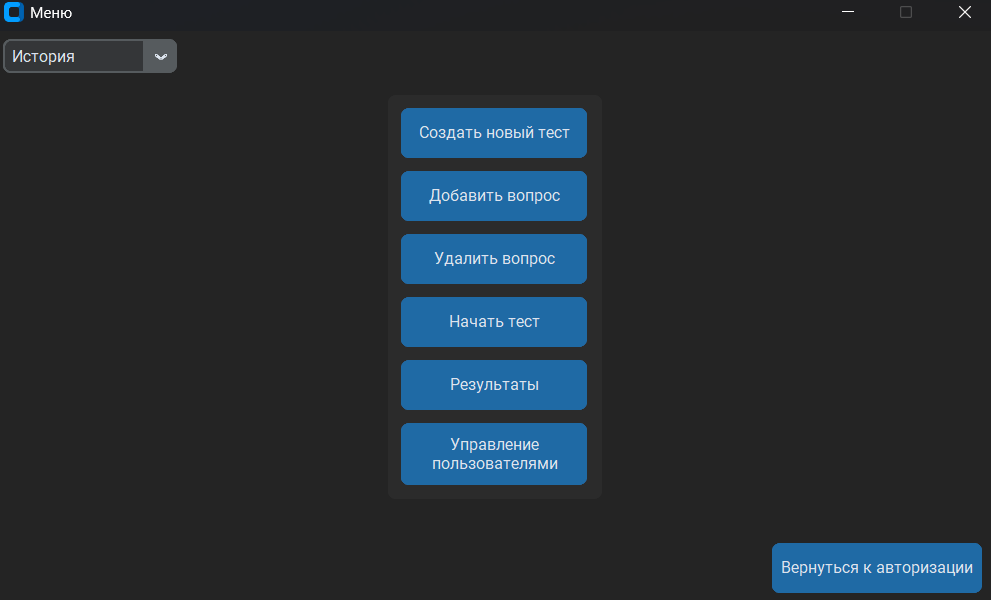 Меню
История
Создать новый тест
Добавить вопрос
Удалить вопрос
Начать тест
Результаты
Управление
пользователями
Вернуться к авторизации